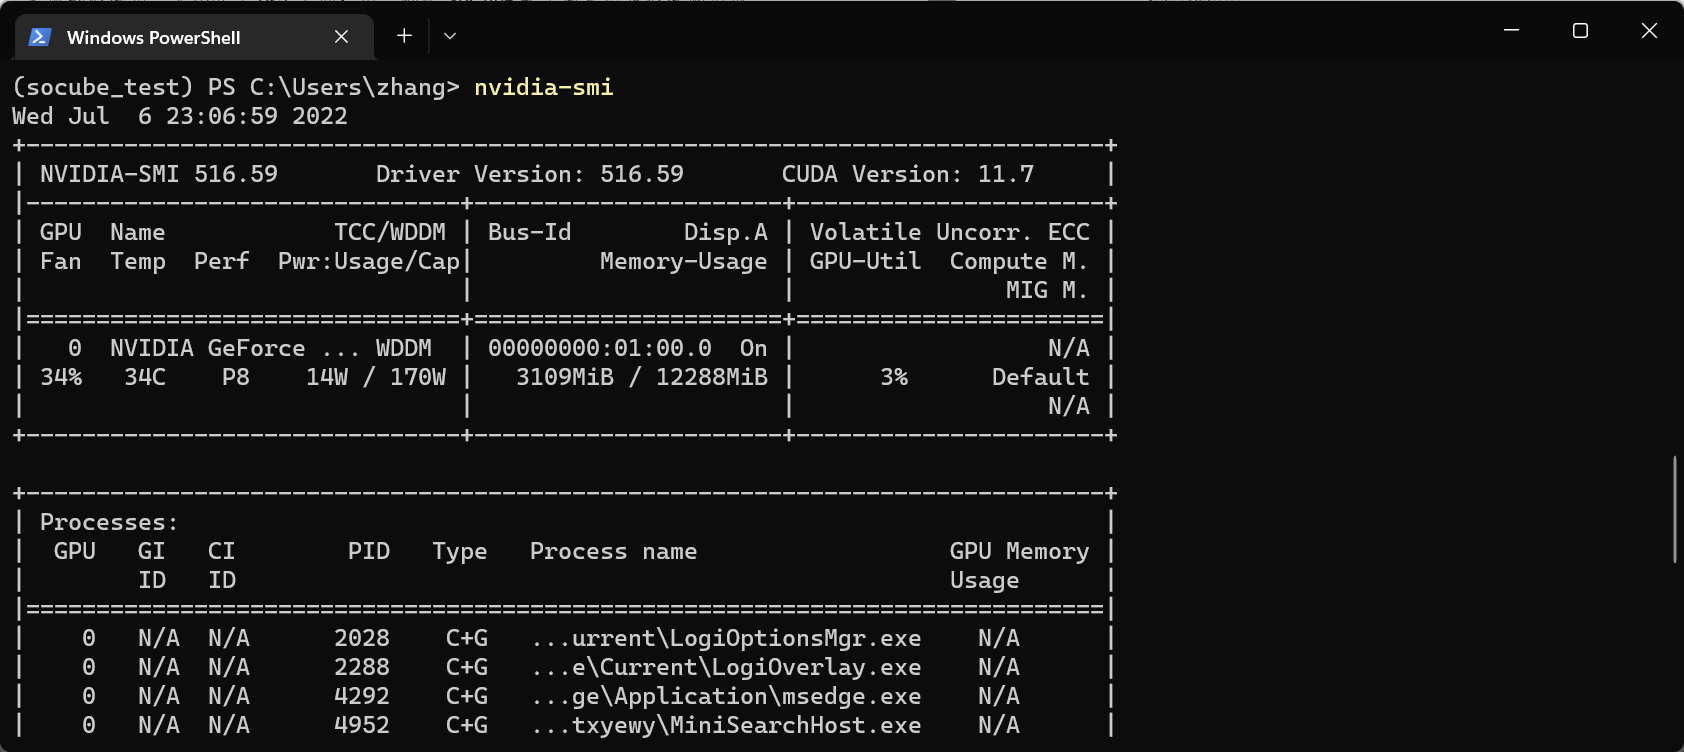 Windows PowerShell
(socube_test) PS C:\Users\zhang> nvidia-smi
Wed Jul  6 23:06:59 2022
+-----------------------------------------------------------------------------+
| NVIDIA-SMI 516.59       Driver Version: 516.59       CUDA Version: 11.7     |
|-------------------------------+----------------------+----------------------+
| GPU  Name            TCC/WDDM | Bus-Id        Disp.A | Volatile Uncorr. ECC |
| Fan  Temp  Perf  Pwr:Usage/Cap|         Memory-Usage | GPU-Util  Compute M. |
|                               |                      |               MIG M. |
|===============================+======================+======================|
|   0  NVIDIA GeForce ... WDDM  | 00000000:01:00.0  On |                  N/A |
| 34%   34C    P8    14W / 170W |   3109MiB / 12288MiB |      3%      Default |
|                               |                      |                  N/A |
+-------------------------------+----------------------+----------------------+
+-----------------------------------------------------------------------------+
| Processes:                                                                  |
|  GPU   GI   CI        PID   Type   Process name                  GPU Memory |
|        ID   ID                                                   Usage      |
|=============================================================================|
|    0   N/A  N/A      2028    C+G   ...urrent\LogiOptionsMgr.exe    N/A      |
|    0   N/A  N/A      2288    C+G   ...e\Current\LogiOverlay.exe    N/A      |
|    0   N/A  N/A      4292    C+G   ...ge\Application\msedge.exe    N/A      |
|    0   N/A  N/A      4952    C+G   ...txyewy\MiniSearchHost.exe    N/A      |